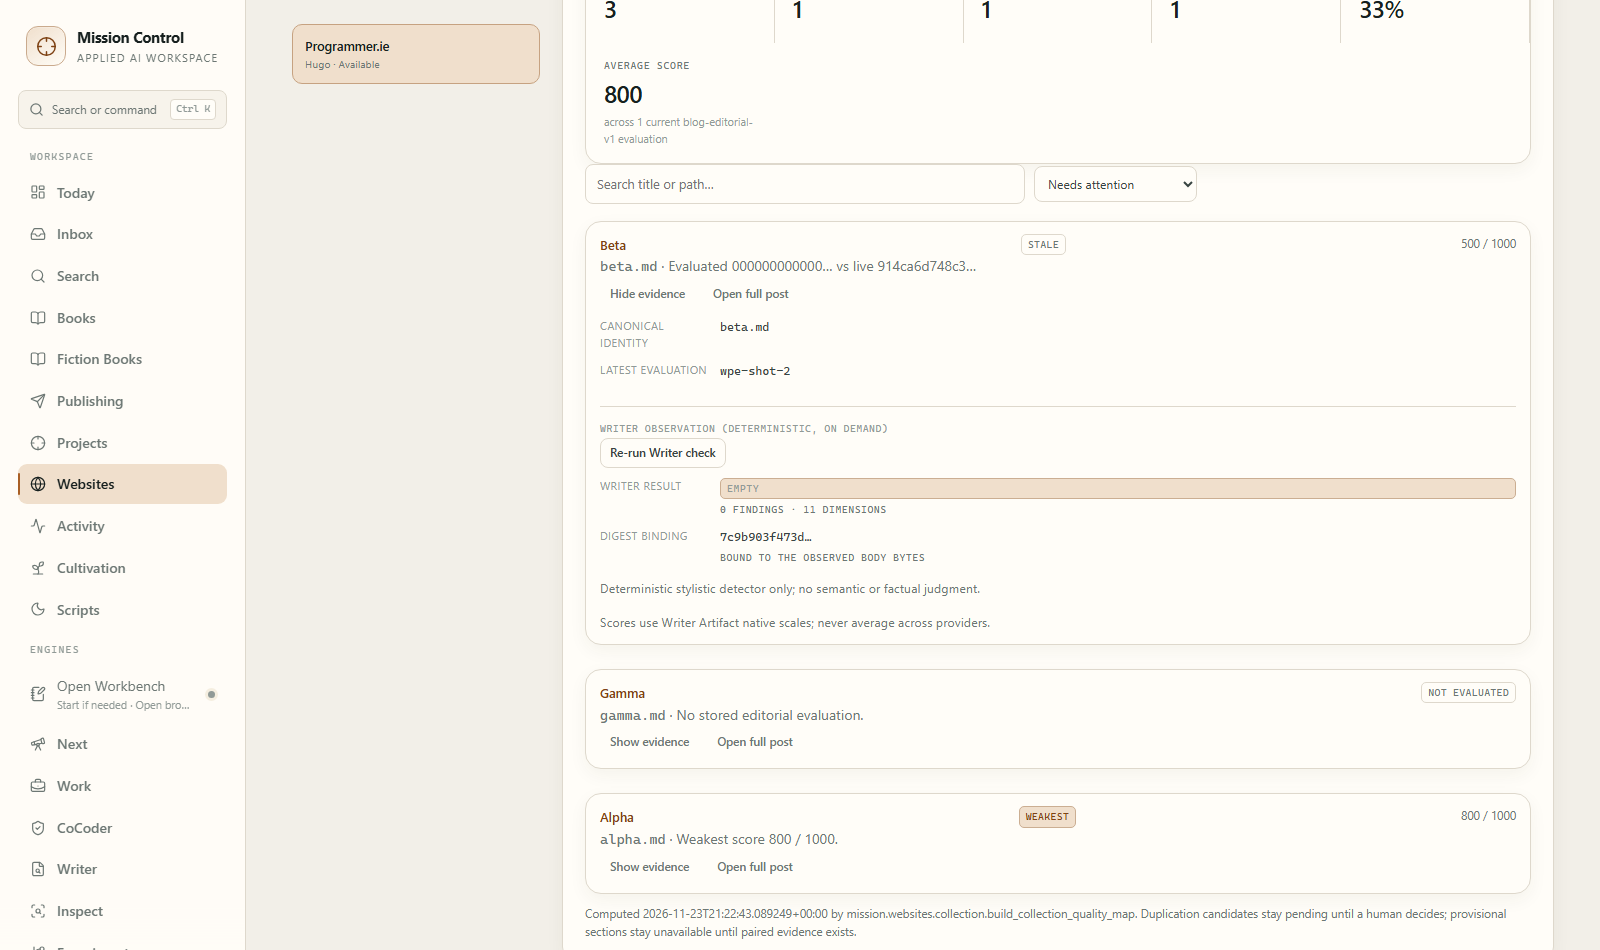 Mission Control
APPLIED AI WORKSPACE
Search or command Ctrl K
WORKSPACE
Today
Inbox
Search
Books
Fiction Books
Publishing
Projects
Websites
Activity
Cultivation
Scripts
ENGINES
Open Workbench
Start if needed · Open bro...
Next
Work
CoCoder
Writer
Inspect
Programmer.ie
Hugo · Available
3 1 1 1 33%
AVERAGE SCORE
800
across 1 current blog-editorial-
v1 evaluation
Search title or path...
Needs attention
Beta STALE 500 / 1000
beta.md · Evaluated 000000000000... vs live 914ca6d748c3...
Hide evidence Open full post
CANONICAL IDENTITY beta.md
LATEST EVALUATION wpe-shot-2
WRITER OBSERVATION (DETERMINISTIC, ON DEMAND)
Re-run Writer check
WRITER RESULT EMPTY
0 FINDINGS · 11 DIMENSIONS
DIGEST BINDING 7c9b903f473d…
BOUND TO THE OBSERVED BODY BYTES
Deterministic stylistic detector only; no semantic or factual judgment.
Scores use Writer Artifact native scales; never average across providers.
Gamma NOT EVALUATED
gamma.md · No stored editorial evaluation.
Show evidence Open full post
Alpha WEAKEST 800 / 1000
alpha.md · Weakest score 800 / 1000.
Show evidence Open full post
Computed 2026-11-23T21:22:43.089249+00:00 by mission.websites.collection.build_collection_quality_map. Duplication candidates stay pending until a human decides; provisional
sections stay unavailable until paired evidence exists.